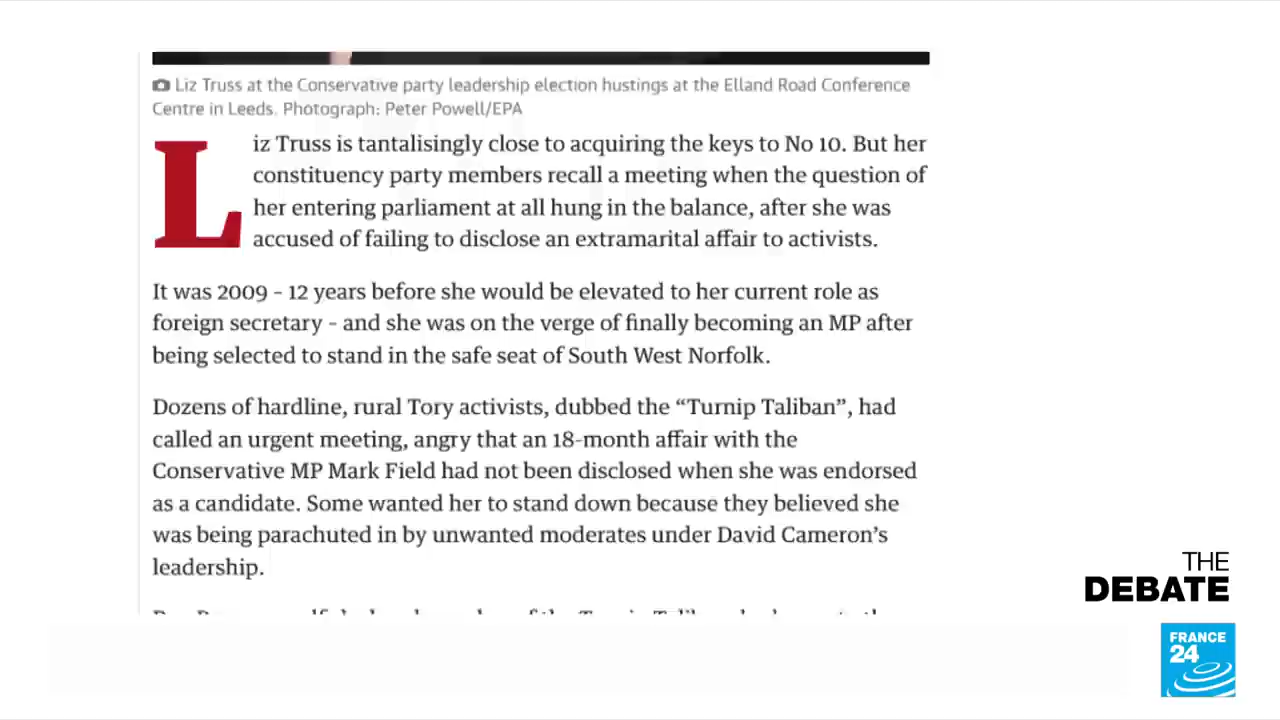 Liz Truss at the Conservative party leadership election hustings at the Elland Road Conference
Centre in Leeds. Photograph: Peter Powell/EPA
Liz Truss is tantalisingly close to acquiring the keys to No 10. But her
constituency party members recall a meeting when the question of
her entering parliament at all hung in the balance, after she was
accused of failing to disclose an extramarital affair to activists.
It was 2009 – 12 years before she would be elevated to her current role as
foreign secretary – and she was on the verge of finally becoming an MP after
being selected to stand in the safe seat of South West Norfolk.
Dozens of hardline, rural Tory activists, dubbed the “Turnip Taliban”, had
called an urgent meeting, angry that an 18-month affair with the
Conservative MP Mark Field had not been disclosed when she was endorsed
as a candidate. Some wanted her to stand down because they believed she
was being parachuted in by unwanted moderates under David Cameron’s
leadership.
THE
DEBATE
FRANCE
24